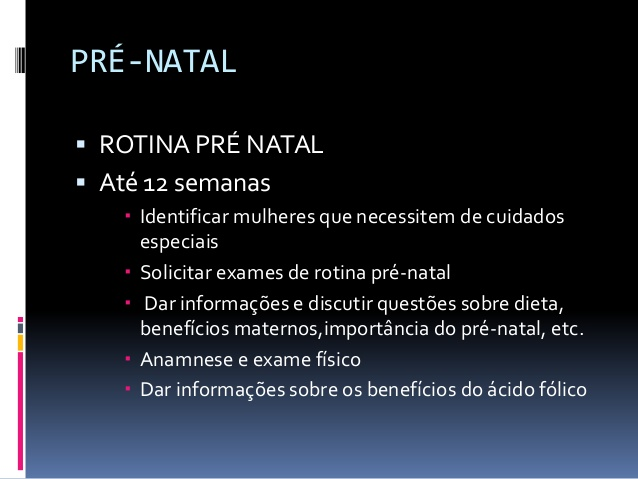 PRÉ-NATAL
ROTINA PRÉ NATAL
Até 12 semanas
Identificar mulheres que necessitem de cuidados
especiais
Solicitar exames de rotina pré-natal
Dar informações e discutir questões sobre dieta,
benefícios maternos,importância do pré-natal, etc.
Anamnese e exame físico
Dar informações sobre os benefícios do ácido fólico